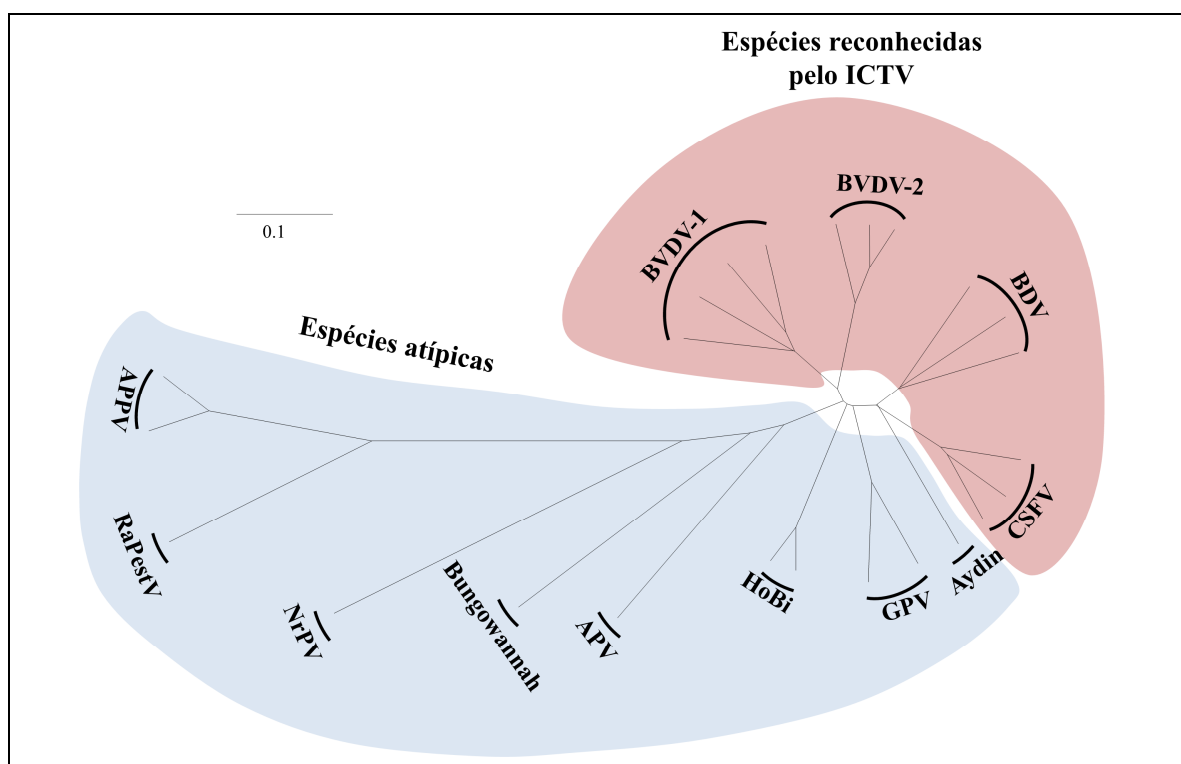 Espécies reconhecidas
pelo ICTV
BVDV-2
BVDV-1
0.1
BDV
Espécies atípicas
APPV
CSFV
RaPestV
Aydin
HoBi
GPV
Bungowannah
NrPV
APV